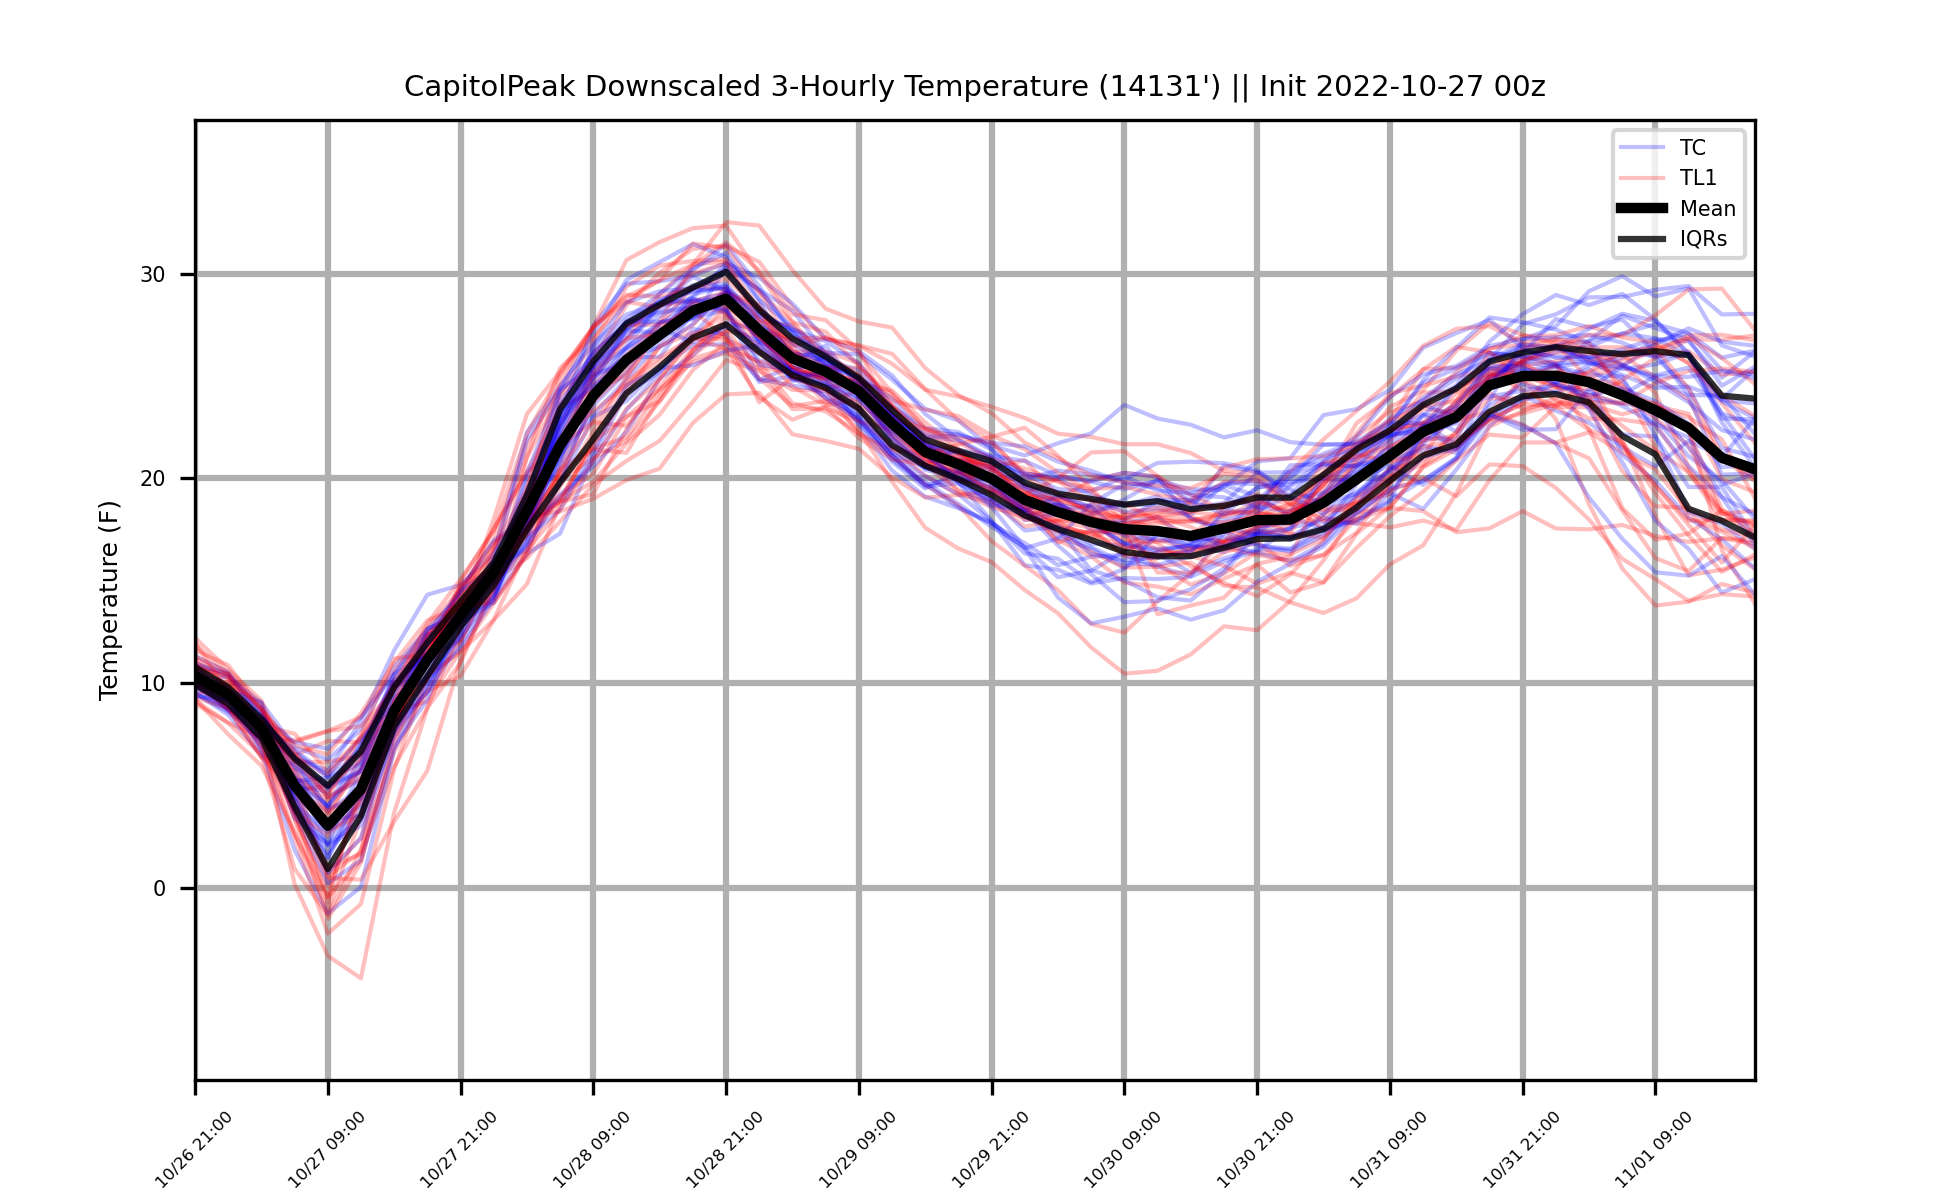 CapitolPeak Downscaled 3-Hourly Temperature (14131') || Init 2022-10-27 00z
TC
TL1
Mean
IQRs
Temperature (F)
30
20
10
0
10/26 21:00
10/27 09:00
10/27 21:00
10/28 09:00
10/28 21:00
10/29 09:00
10/29 21:00
10/30 09:00
10/30 21:00
10/31 09:00
10/31 21:00
11/01 09:00